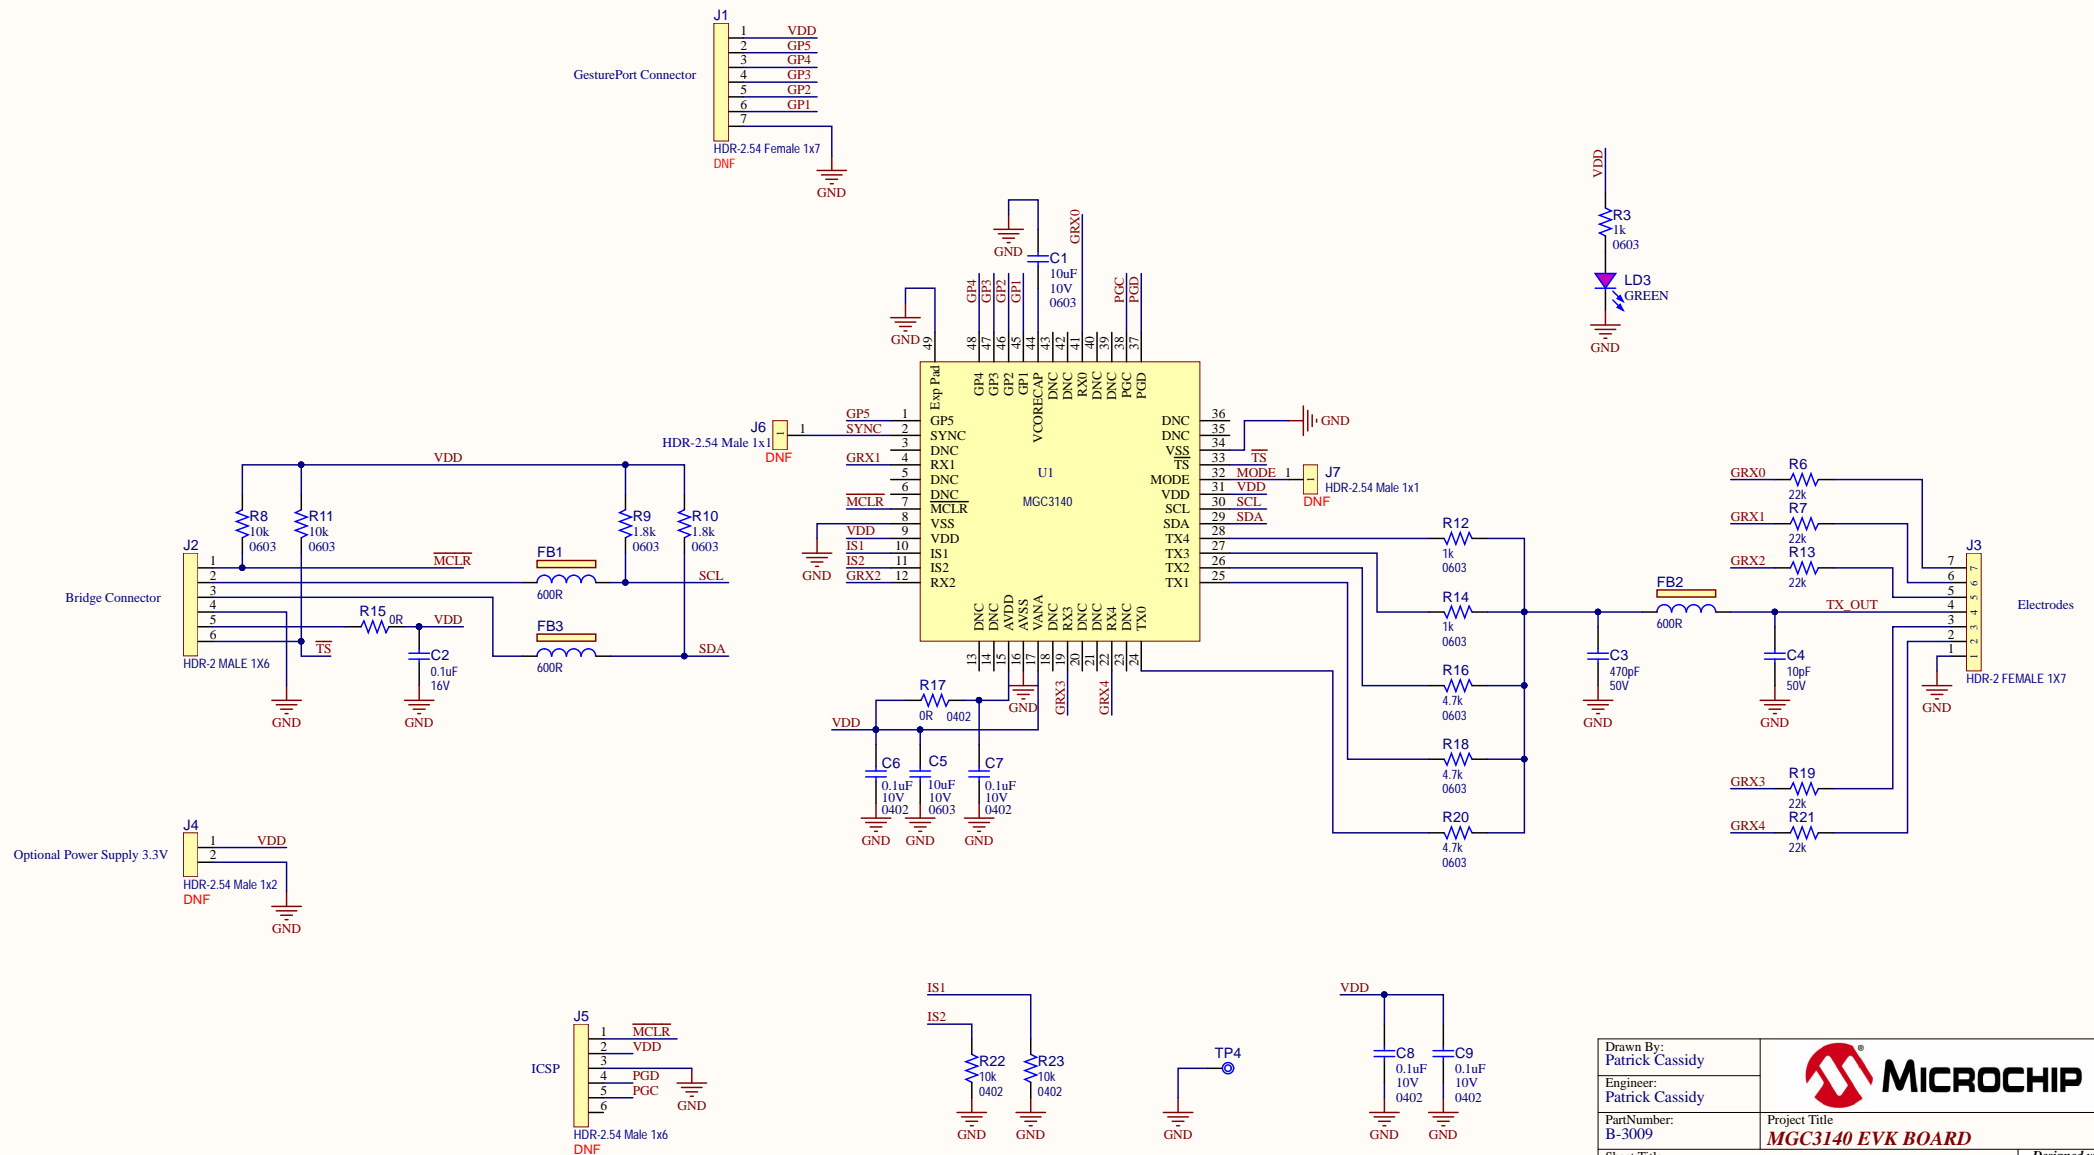 J1
1 VDD
2 GP5
3 GP4
4 GP3
5 GP2
6 GP1
7
GesturePort Connector
HDR-2.54 Female 1x7
DNF
GND
VDD
R3
1k
0603
LD3
GREEN
GND
GND
C1
10uF
10V
0603
GRX0
GP4
GP3
GP2
GP1
PGC
PGD
GND
49
48
47
46
45
44
43
42
41
40
39
38
37
Exp Pad
GP4
GP3
GP2
GP1
VCORECAP
DNC
DNC
RX0
DNC
DNC
PGC
PGD
U1
MGC3140
GP5 1 GP5
SYNC 2 SYNC
3 DNC
GRX1 4 RX1
5 DNC
6 DNC
MCLR 7 MCLR
8 VSS
VDD 9 VDD
IS1 10 IS1
IS2 11 IS2
GRX2 12 RX2
GND
J6
1 1
HDR-2.54 Male 1x1
DNF
DNC 36
DNC 35
VSS 34
TS 33 TS
MODE 32 MODE
VDD 31 VDD
SCL 30 SCL
SDA 29 SDA
TX4 28
TX3 27
TX2 26
TX1 25
GND
1 1
J7
HDR-2.54 Male 1x1
DNF
DNC
DNC
AVDD
AVSS
VANA
DNC
RX3
DNC
DNC
RX4
DNC
TX0
13
14
15
16
17
18
19
20
21
22
23
24
GND
GRX3
GRX4
VDD
R17
0R 0402
C6
0.1uF
10V
0402
GND
C5
10uF
10V
0603
GND
C7
0.1uF
10V
0402
GND
VDD
R8
10k
0603
R11
10k
0603
R9
1.8k
0603
R10
1.8k
0603
J2
1
2
3
4
5
6
Bridge Connector
HDR-2 MALE 1X6
MCLR
FB1
600R
SCL
R15 0R
VDD
FB3
600R
SDA
TS
C2
0.1uF
16V
GND
GND
J4
1 VDD
2
Optional Power Supply 3.3V
HDR-2.54 Male 1x2
DNF
GND
R12
1k
0603
R14
1k
0603
R16
4.7k
0603
R18
4.7k
0603
R20
4.7k
0603
C3
470pF
50V
GND
FB2
600R
TX_OUT
C4
10pF
50V
GND
GRX0
R6
22k
GRX1
R7
22k
GRX2
R13
22k
GRX3
R19
22k
GRX4
R21
22k
J3
7 7
6 6
5 5
4 4
3 3
2 2
1 1
Electrodes
HDR-2 FEMALE 1X7
GND
J5
1 MCLR
2 VDD
3
4 PGD
5 PGC
6
ICSP
GND
HDR-2.54 Male 1x6
DNF
IS1
IS2
R22
10k
0402
GND
R23
10k
0402
GND
TP4
GND
VDD
C8
0.1uF
10V
0402
GND
C9
0.1uF
10V
0402
GND
Drawn By:
Patrick Cassidy
Engineer:
Patrick Cassidy
PartNumber:
B-3009
MICROCHIP
®
Project Title
MGC3140 EVK BOARD